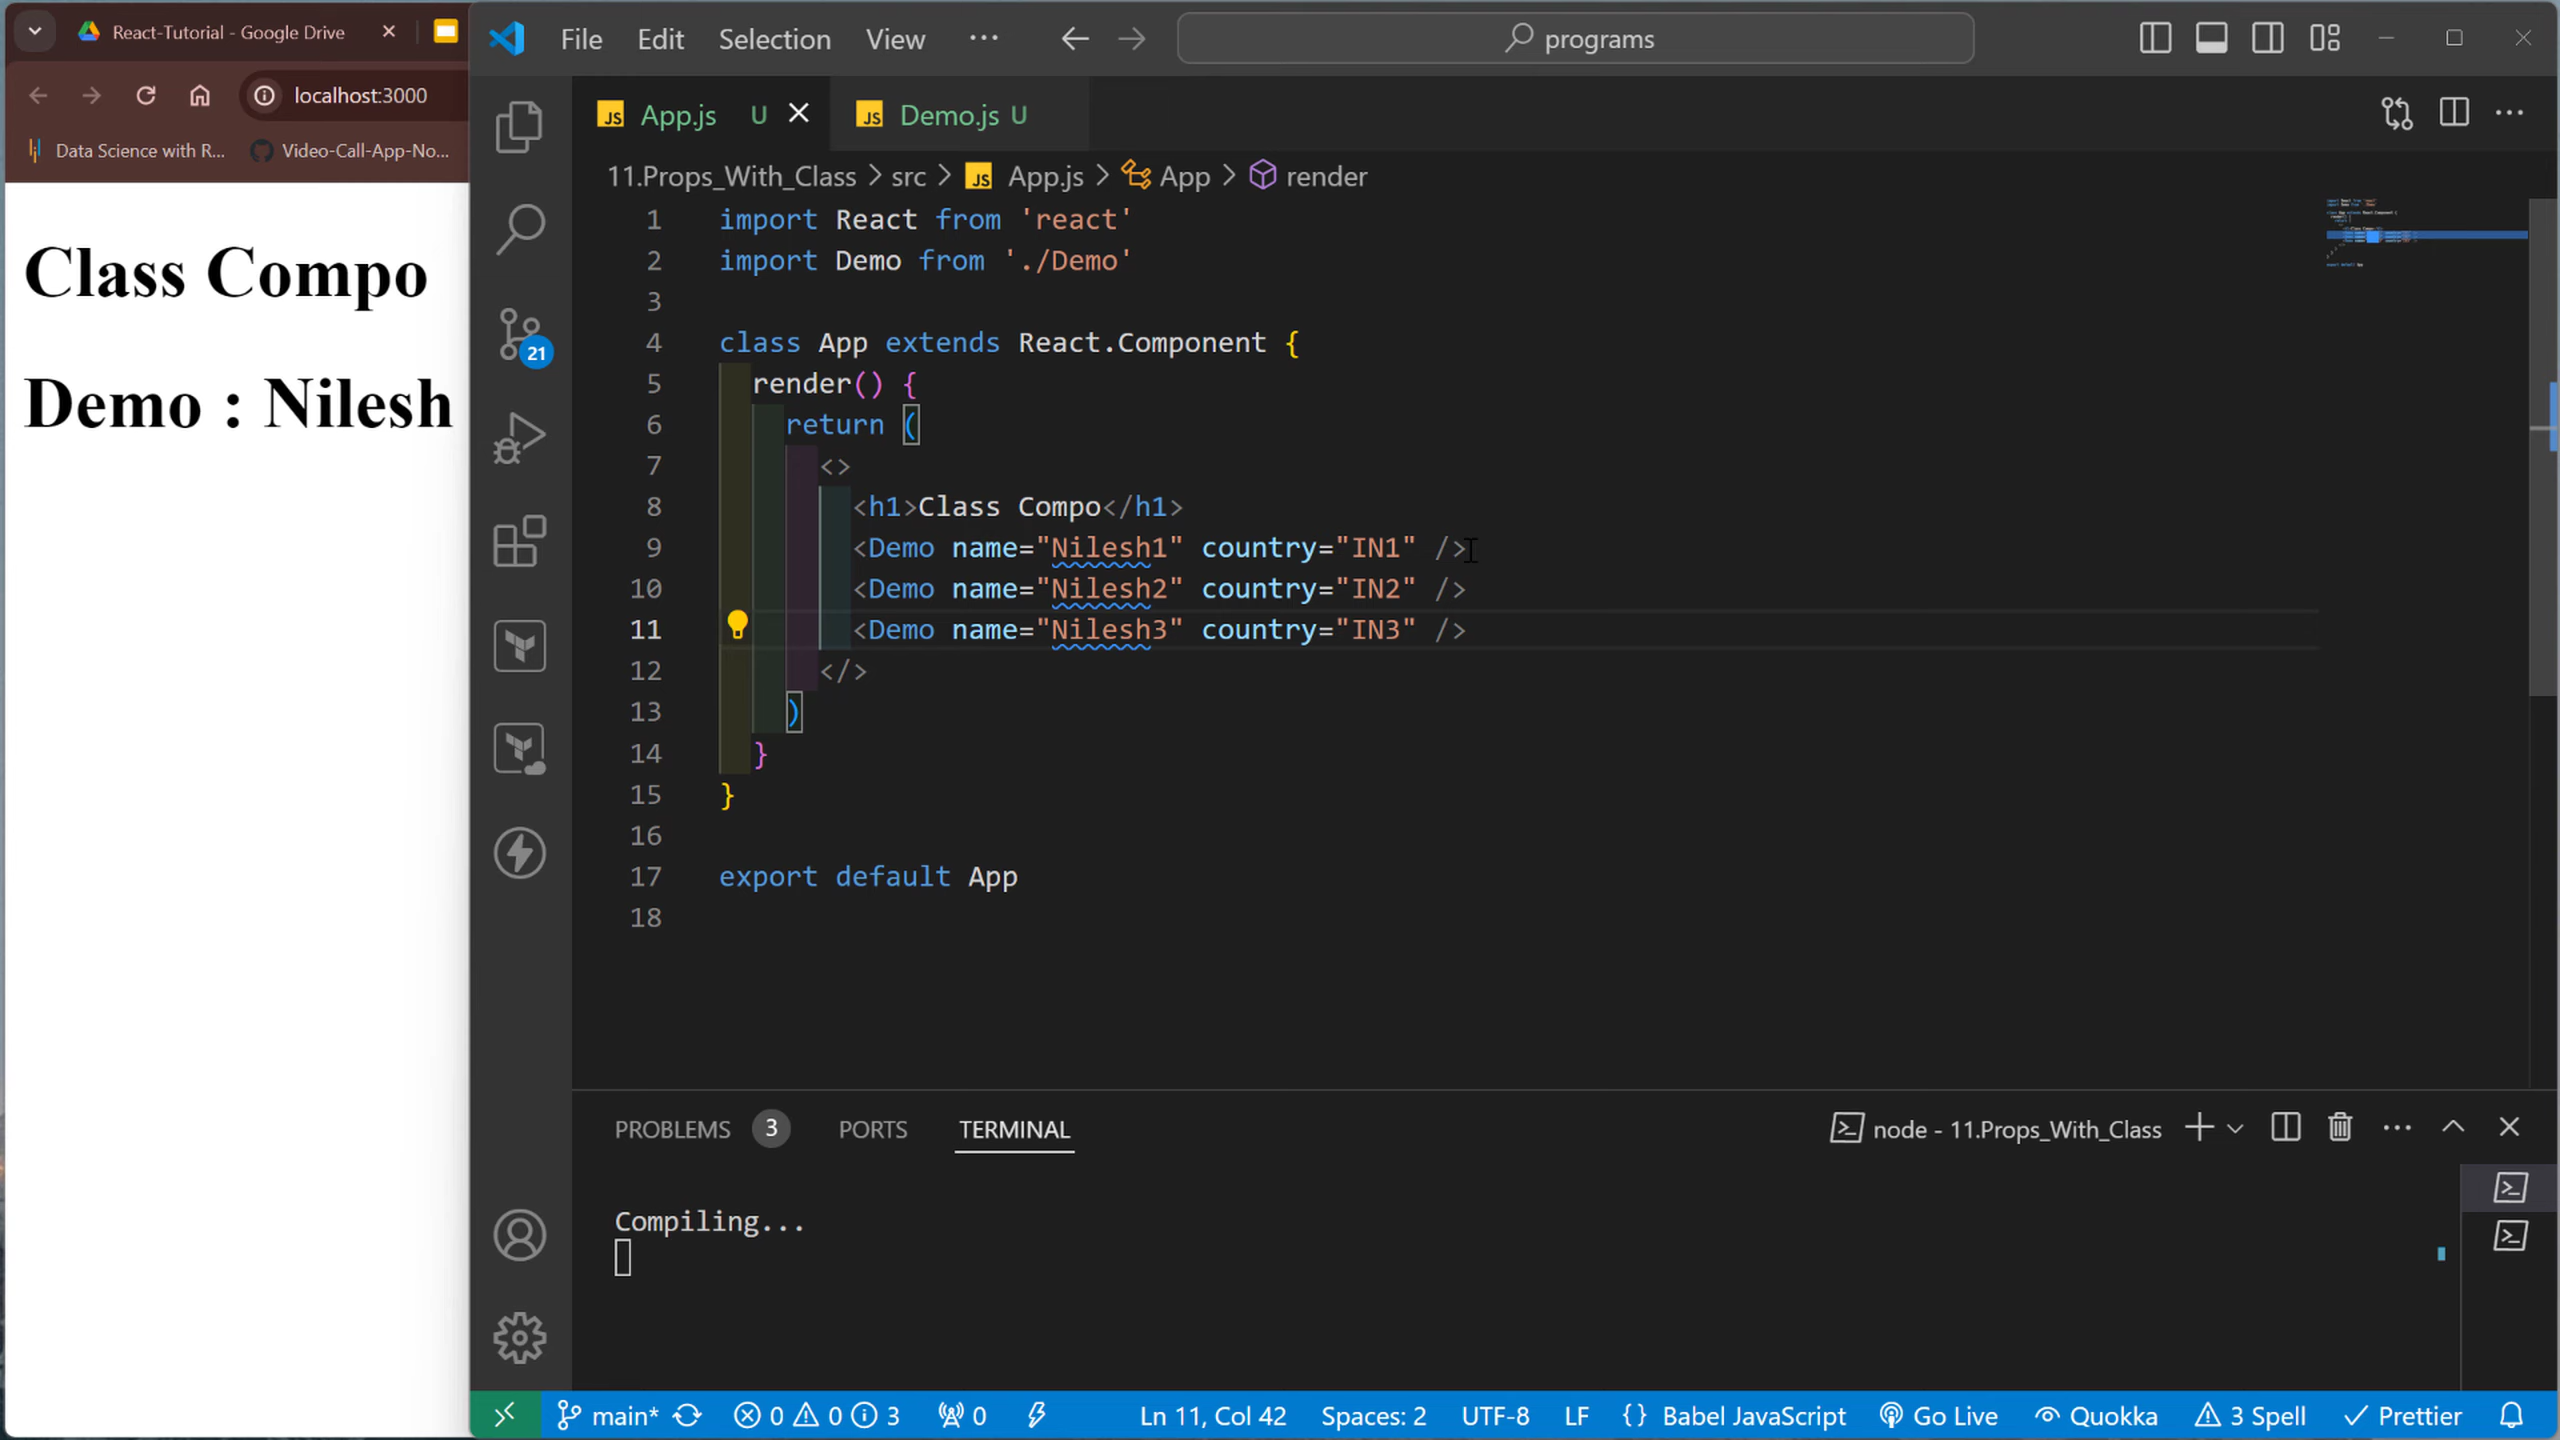 React-Tutorial - Google Drive
localhost:3000
Data Science with R...
Video-Call-App-No...
Class Compo
Demo : Nilesh
File Edit Selection View ...
programs
JS App.js U
JS Demo.js U
11.Props_With_Class > src > JS App.js > App > render
1 import React from 'react'
2 import Demo from './Demo'
3
4 class App extends React.Component {
5 render() {
6 return (
7 <>
8 <h1>Class Compo</h1>
9 <Demo name="Nilesh1" country="IN1" />
10 <Demo name="Nilesh2" country="IN2" />
11 <Demo name="Nilesh3" country="IN3" />
12 </>
13 )
14 }
15 }
16
17 export default App
18
21
PROBLEMS 3 PORTS TERMINAL
node - 11.Props_With_Class
Compiling...
main* 0 0 3 0 Ln 11, Col 42 Spaces: 2 UTF-8 LF {} Babel JavaScript Go Live Quokka 3 Spell Prettier